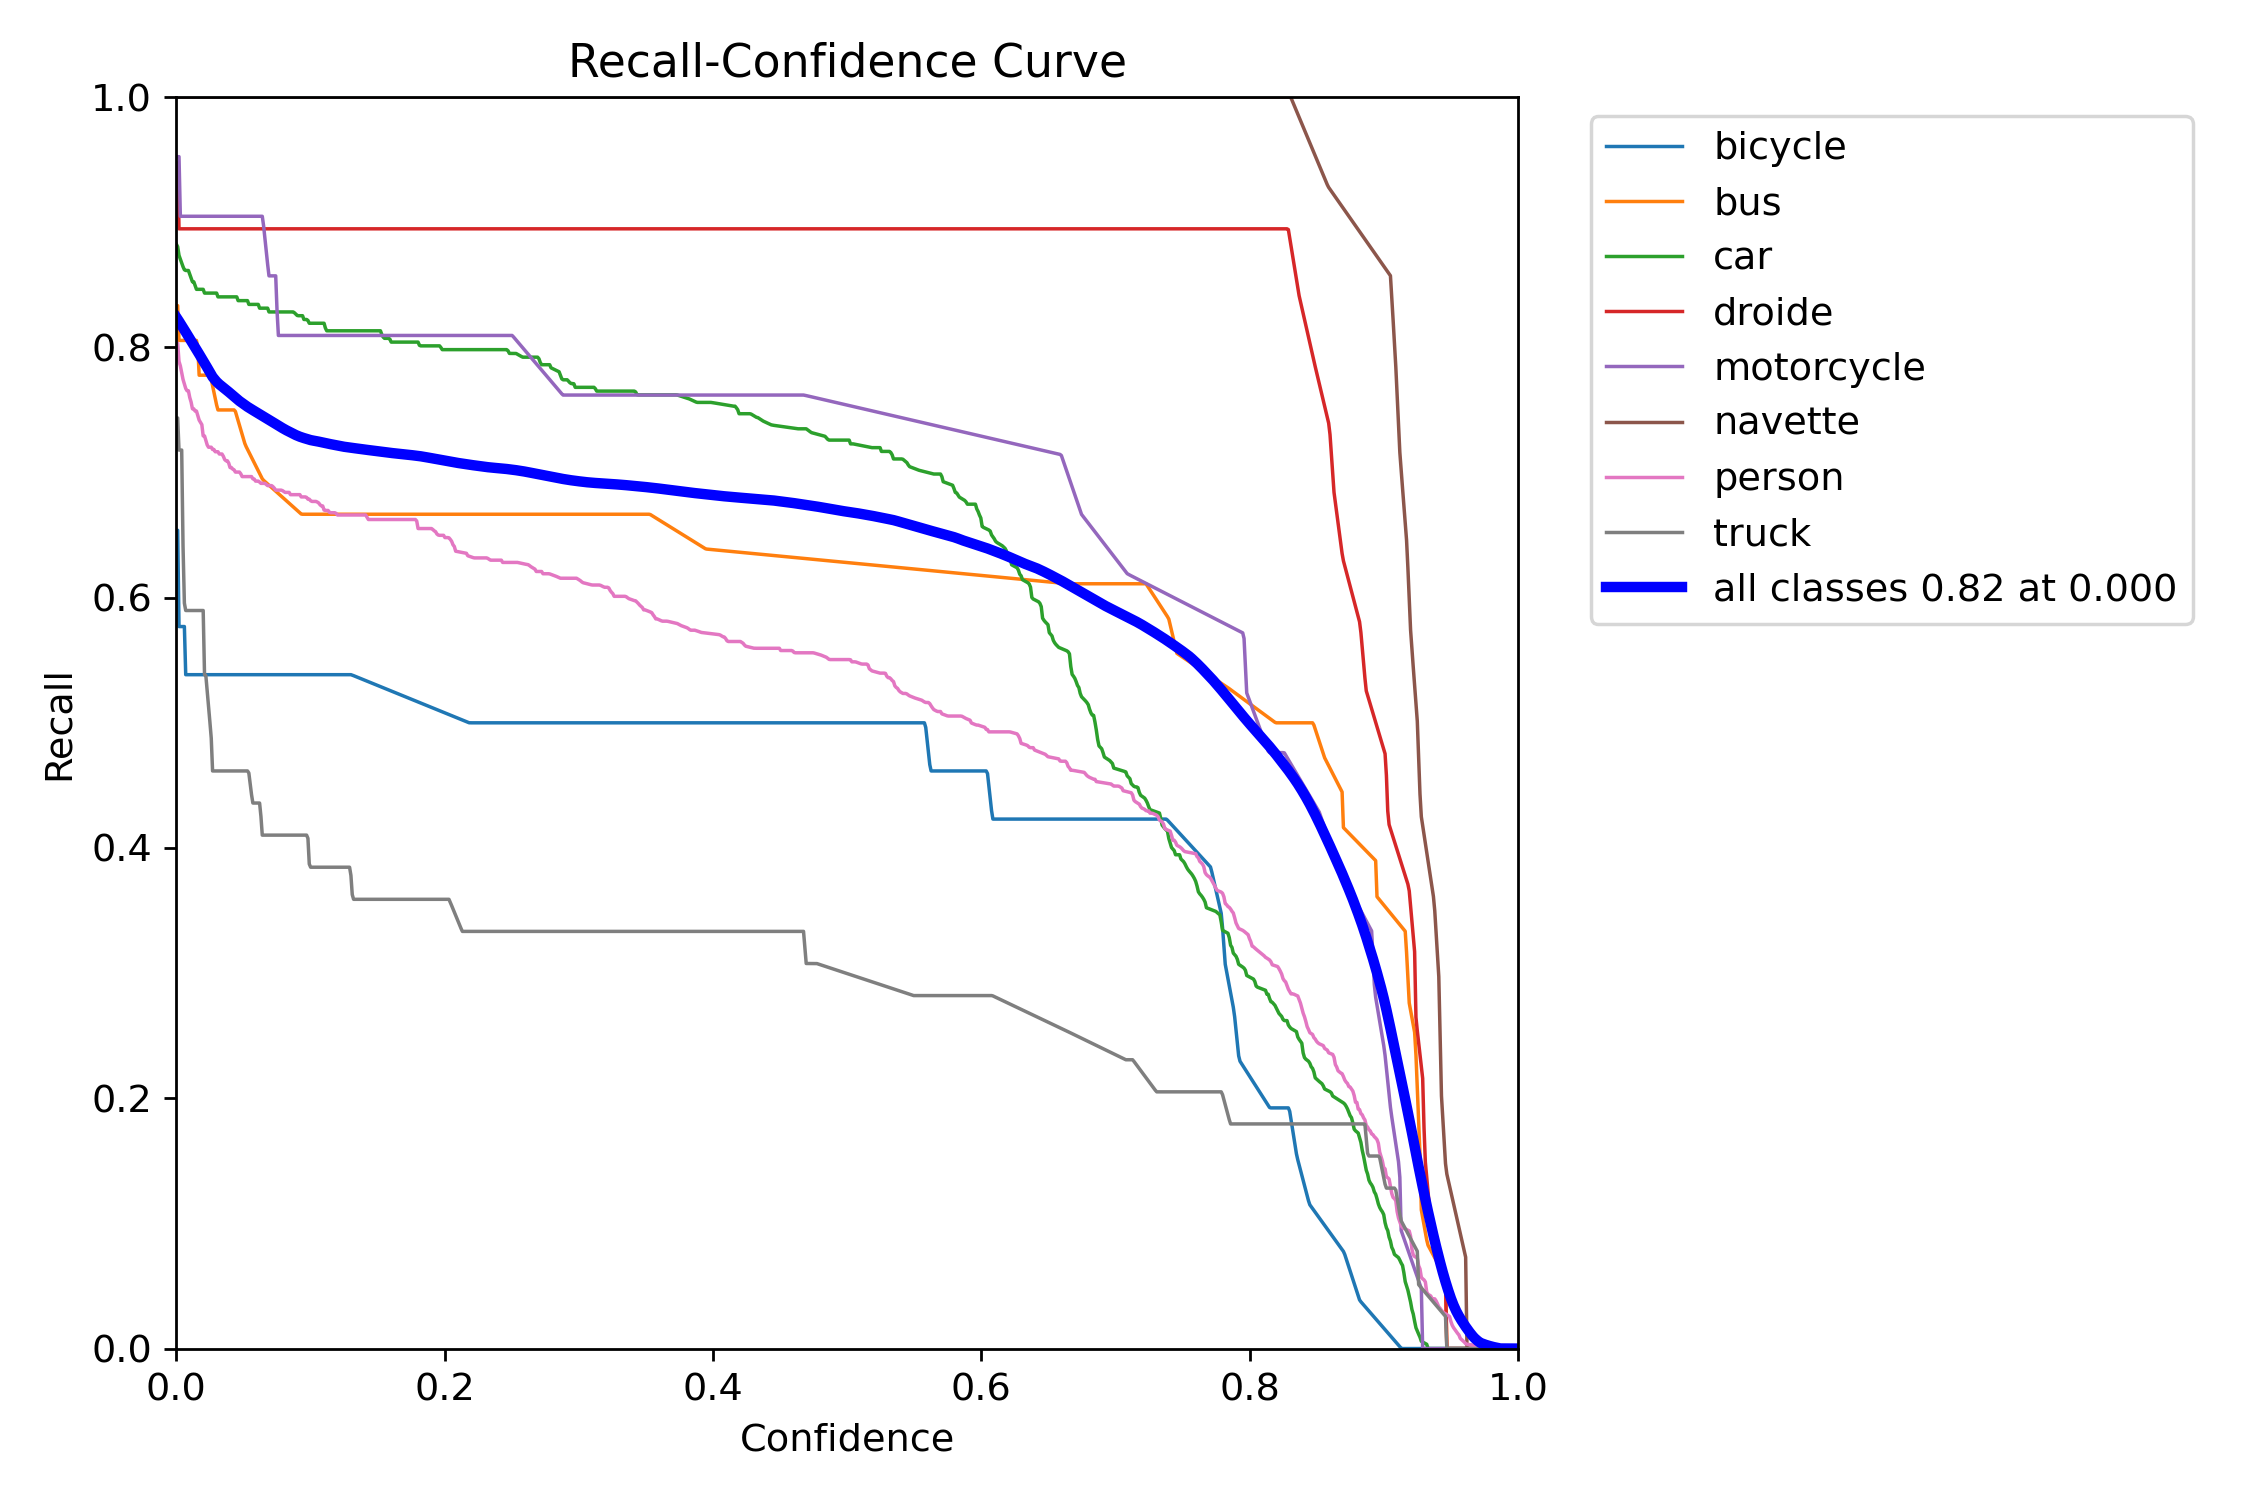 Recall-Confidence Curve
1.0
0.8
0.6
0.4
0.2
0.0
Recall
0.0 0.2 0.4 0.6 0.8 1.0
Confidence
bicycle
bus
car
droide
motorcycle
navette
person
truck
all classes 0.82 at 0.000